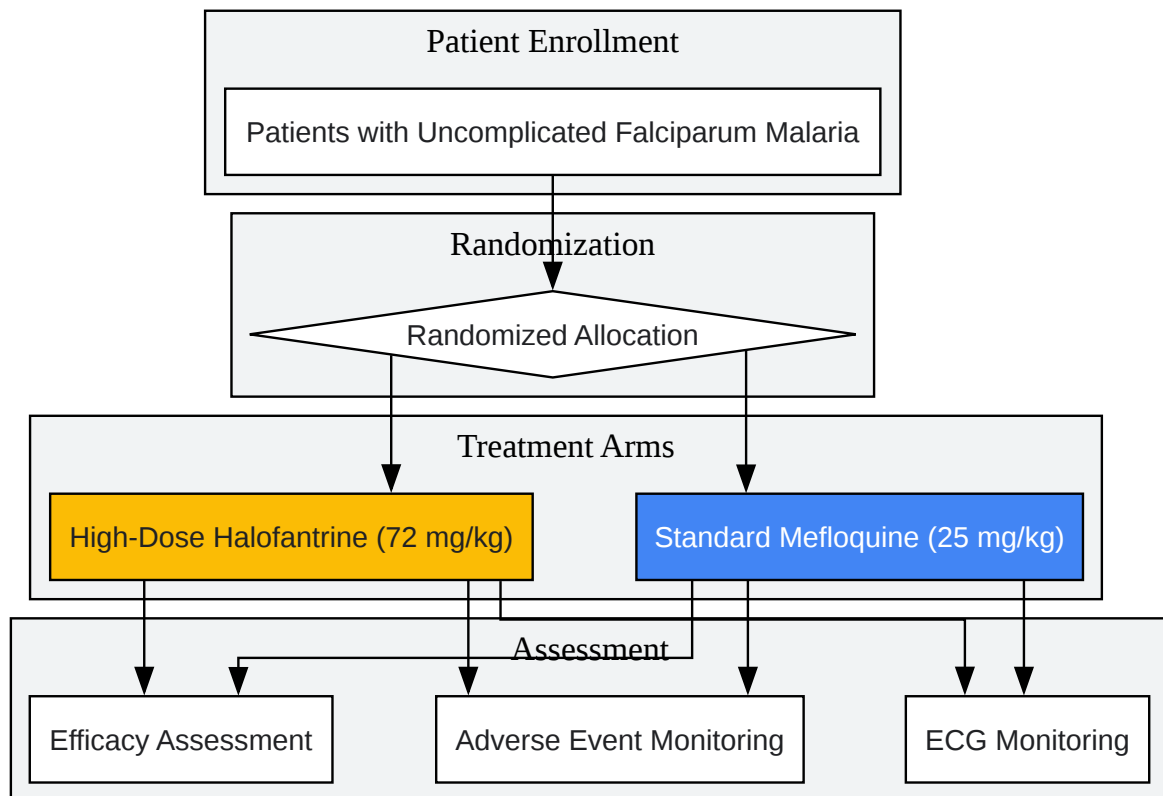 Patient Enrollment
Patients with Uncomplicated Falciparum Malaria
Randomization
Randomized Allocation
Treatment Arms
High-Dose Halofantrine (72 mg/kg)
Standard Mefloquine (25 mg/kg)
Assessment
Efficacy Assessment
Adverse Event Monitoring
ECG Monitoring